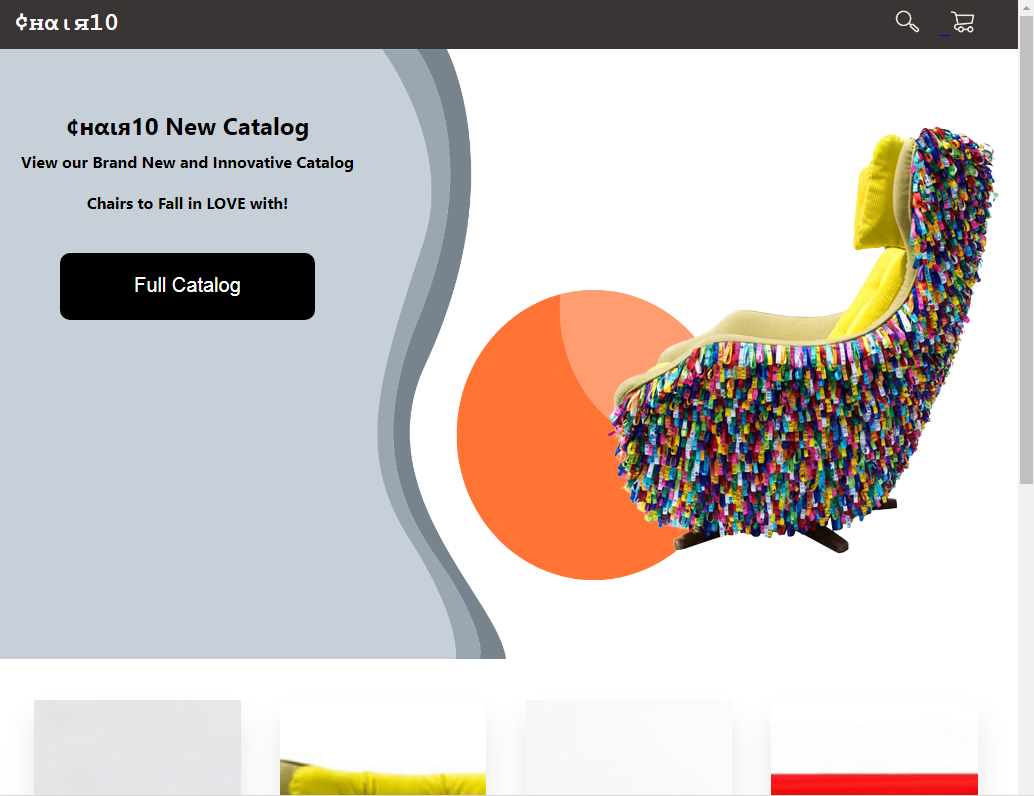 ¢нαιя10
¢нαιя10 New Catalog
View our Brand New and Innovative Catalog
Chairs to Fall in LOVE with!
Full Catalog